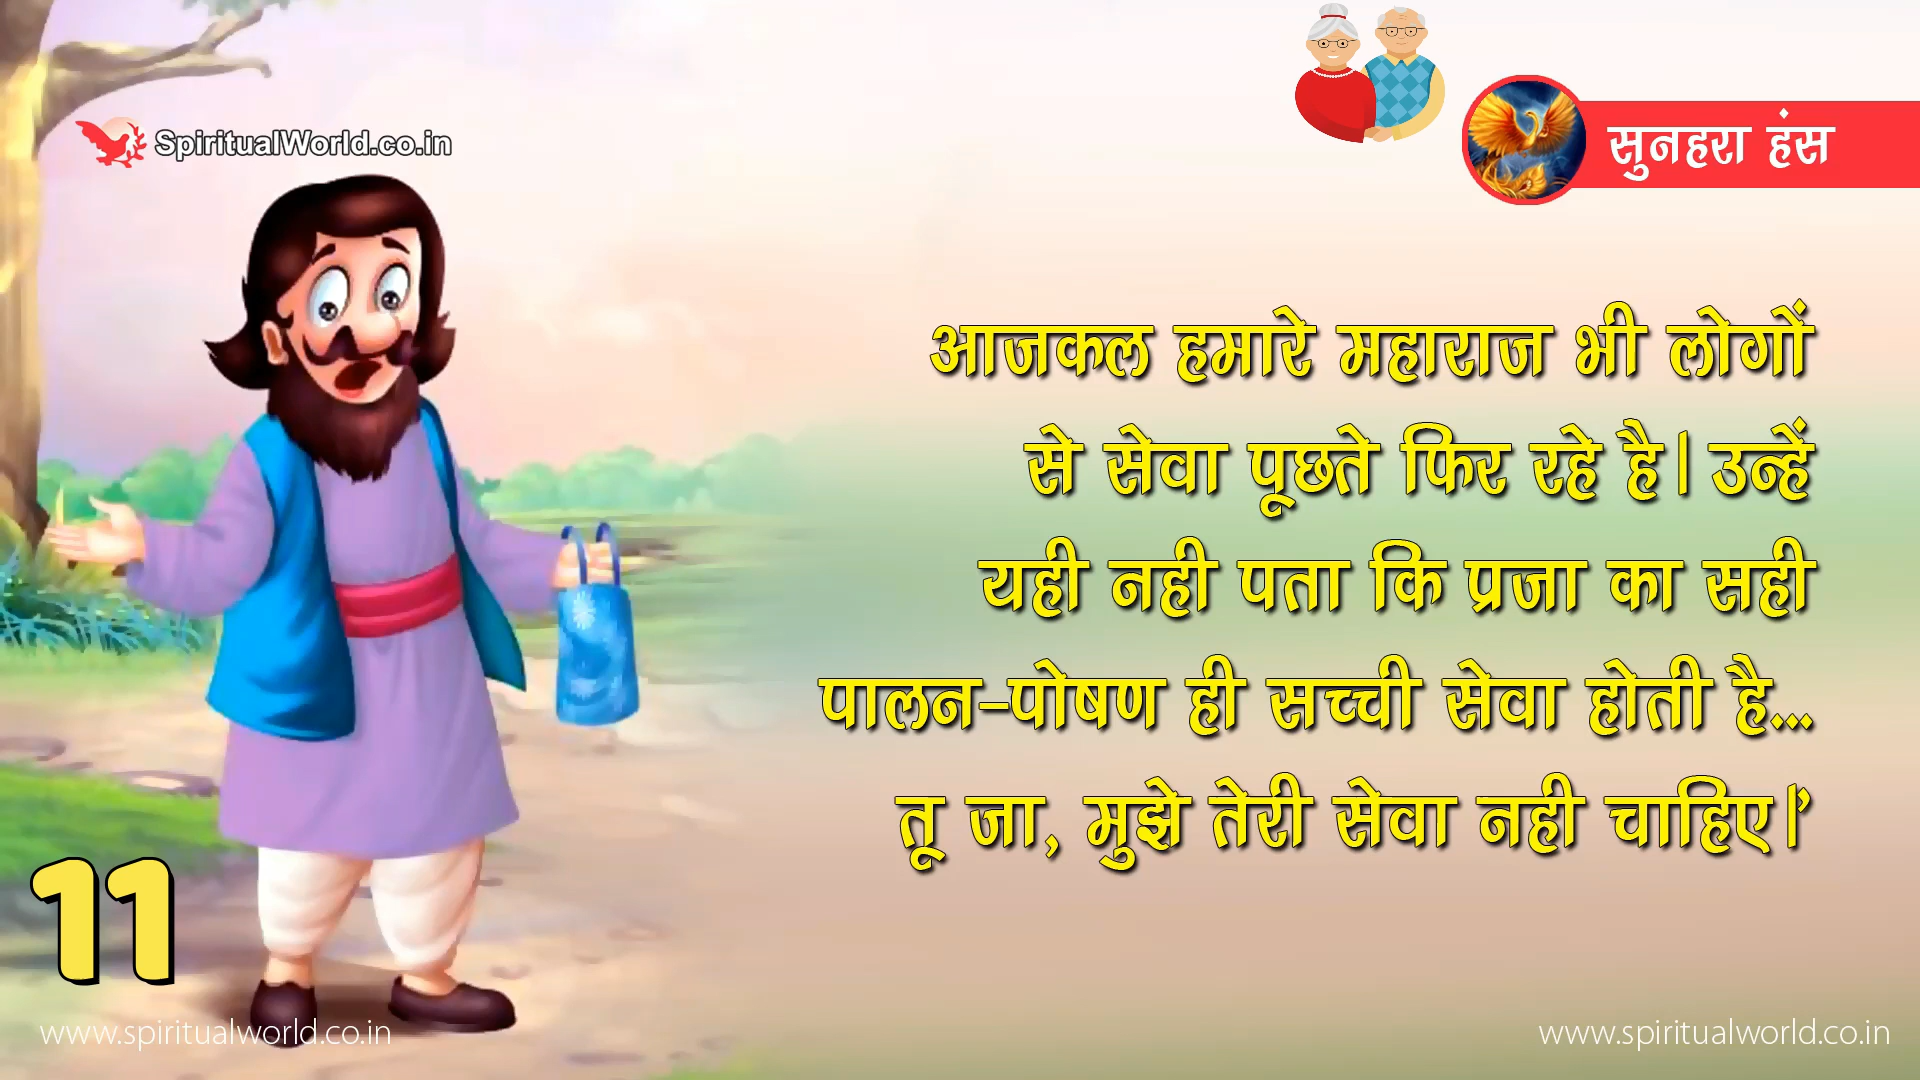 SpiritualWorld.co.in
सुनहरा हंस
आजकल हमारे महाराज भी लोगों
से सेवा पूछते फिर रहे है। उन्हें
यही नही पता कि प्रजा का सही
पालन-पोषण ही सच्ची सेवा होती है...
तू जा, मुझे तेरी सेवा नही चाहिए।’
11
www.spiritualworld.co.in
www.spiritualworld.co.in